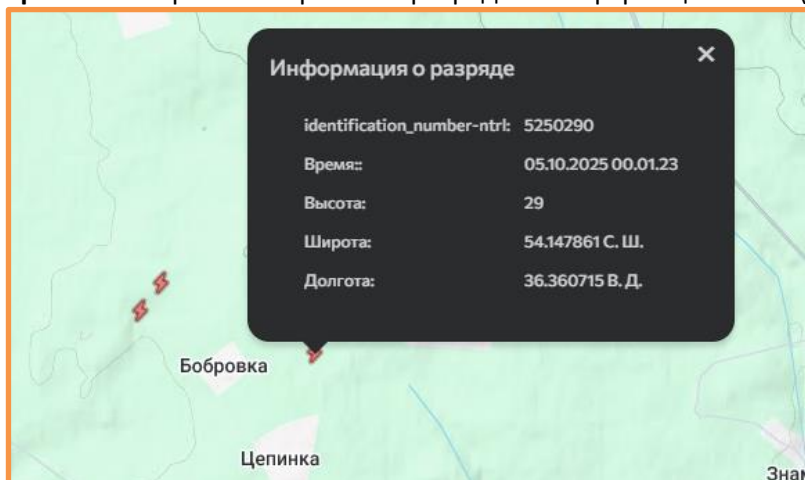 Информация о разряде
×
identification_number-ntrl: 5250290
Время:: 05.10.2025 00.01.23
Высота: 29
Широта: 54.147861 С. Ш.
Долгота: 36.360715 В. Д.
Бобровка
Цепинка
Знам